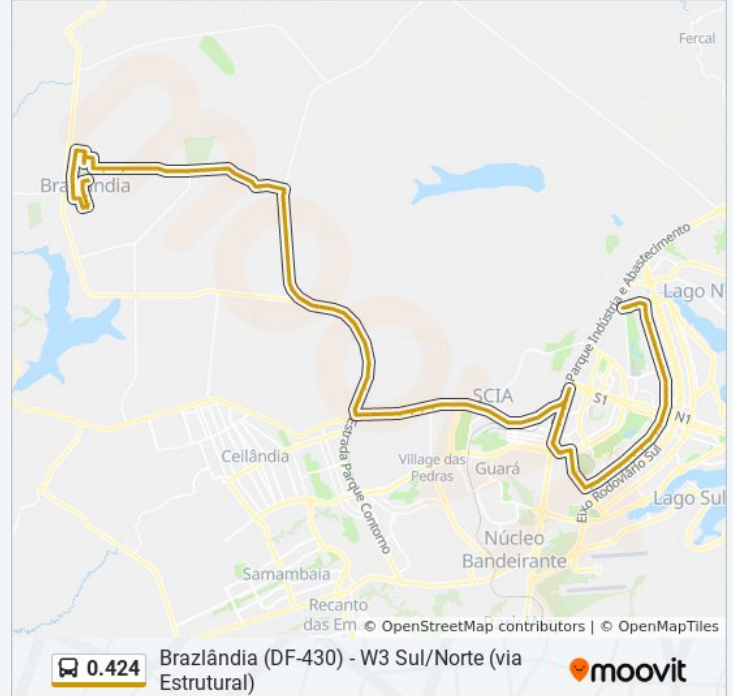 Fercal
Brazlândia
Parque Indústria e Abastecimento
Lago N
SCIA
S1
N1
Estrada Parque Contorno
Ceilândia
Village das
Pedras
Guará
Eixo Rodoviário Sul
Lago Sul
Núcleo
Bandeirante
Samambaia
Recanto
das Em
© OpenStreetMap contributors | © OpenMapTiles
0.424
Brazlândia (DF-430) - W3 Sul/Norte (via
Estrutural)
moovit